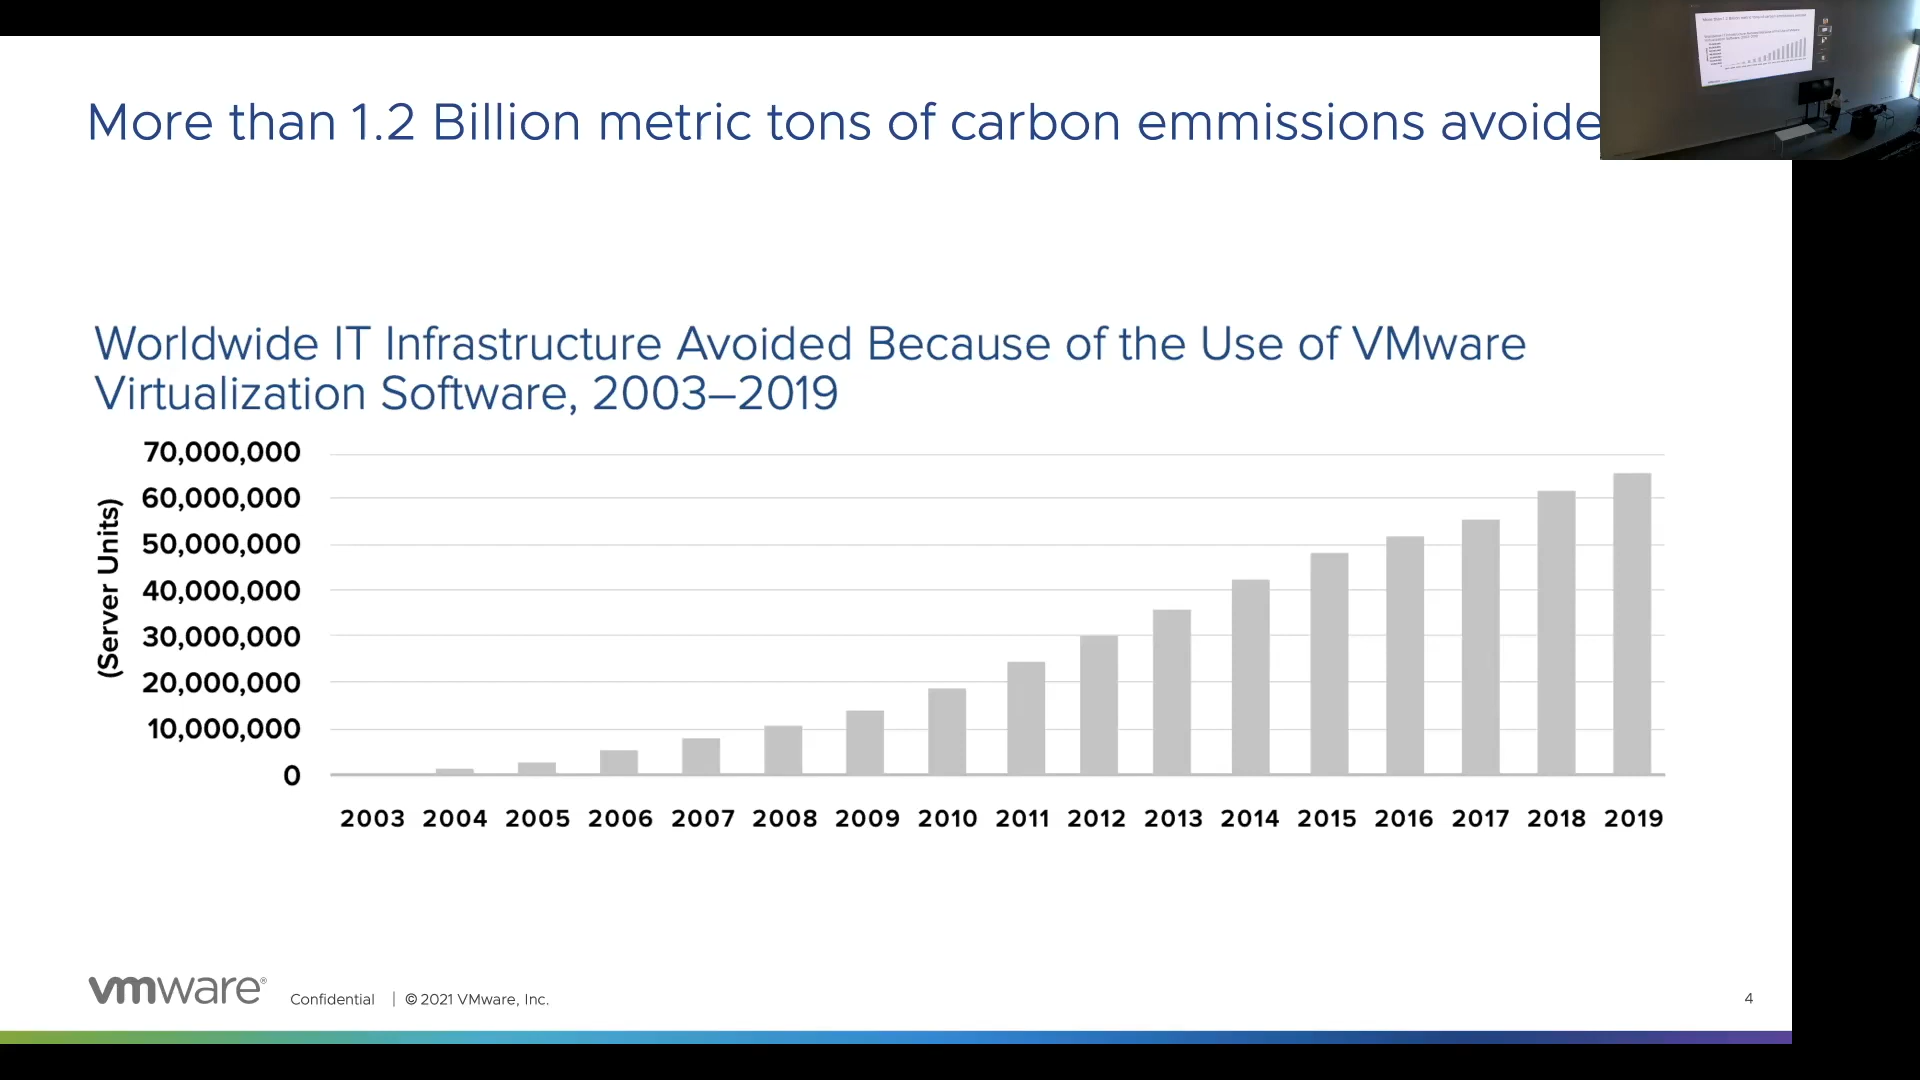 More than 1.2 Billion metric tons of carbon emmissions avoide
Worldwide IT Infrastructure Avoided Because of the Use of VMware
Virtualization Software, 2003–2019
(Server Units)
70,000,000
60,000,000
50,000,000
40,000,000
30,000,000
20,000,000
10,000,000
0
2003 2004 2005 2006 2007 2008 2009 2010 2011 2012 2013 2014 2015 2016 2017 2018 2019
vmware® Confidential | © 2021 VMware, Inc. 4